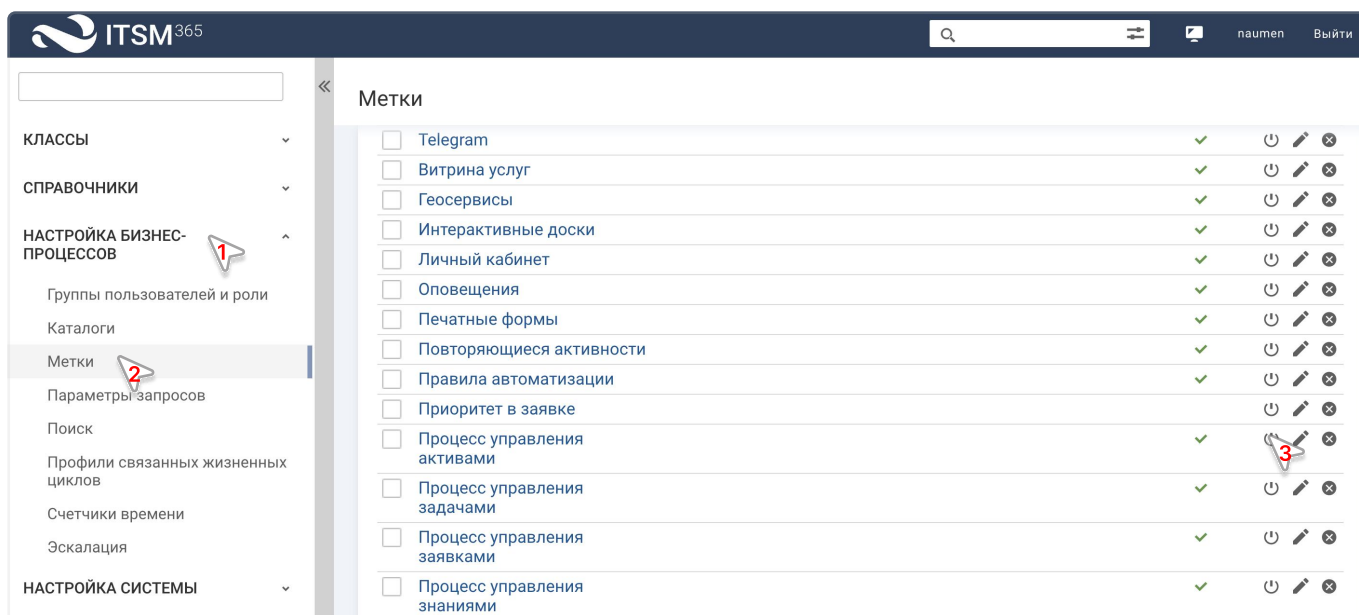 ITSM365
naumen
Выйти
Метки
КЛАССЫ
СПРАВОЧНИКИ
НАСТРОЙКА БИЗНЕС-
ПРОЦЕССОВ
1
Группы пользователей и роли
Каталоги
Метки
2
Параметры запросов
Поиск
Профили связанных жизненных
циклов
Счетчики времени
Эскалация
НАСТРОЙКА СИСТЕМЫ
Telegram
Витрина услуг
Геосервисы
Интерактивные доски
Личный кабинет
Оповещения
Печатные формы
Повторяющиеся активности
Правила автоматизации
Приоритет в заявке
Процесс управления
активами
3
Процесс управления
задачами
Процесс управления
заявками
Процесс управления
знаниями